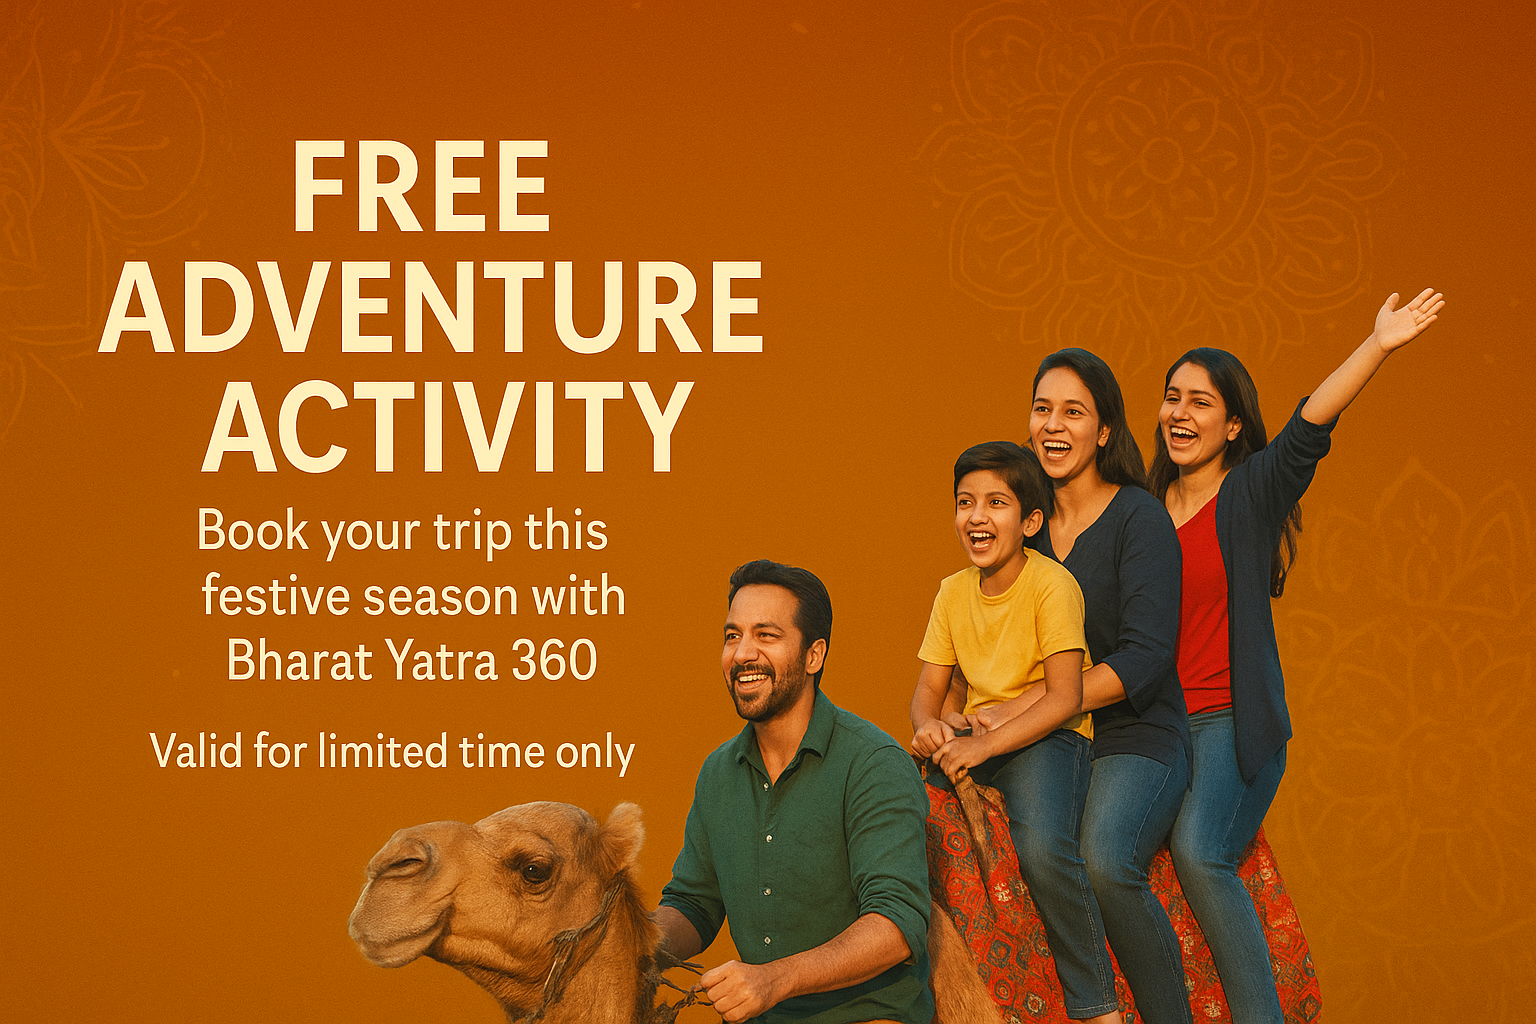 FREE
ADVENTURE
ACTIVITY
Book your trip this
festive season with
Bharat Yatra 360
Valid for limited time only